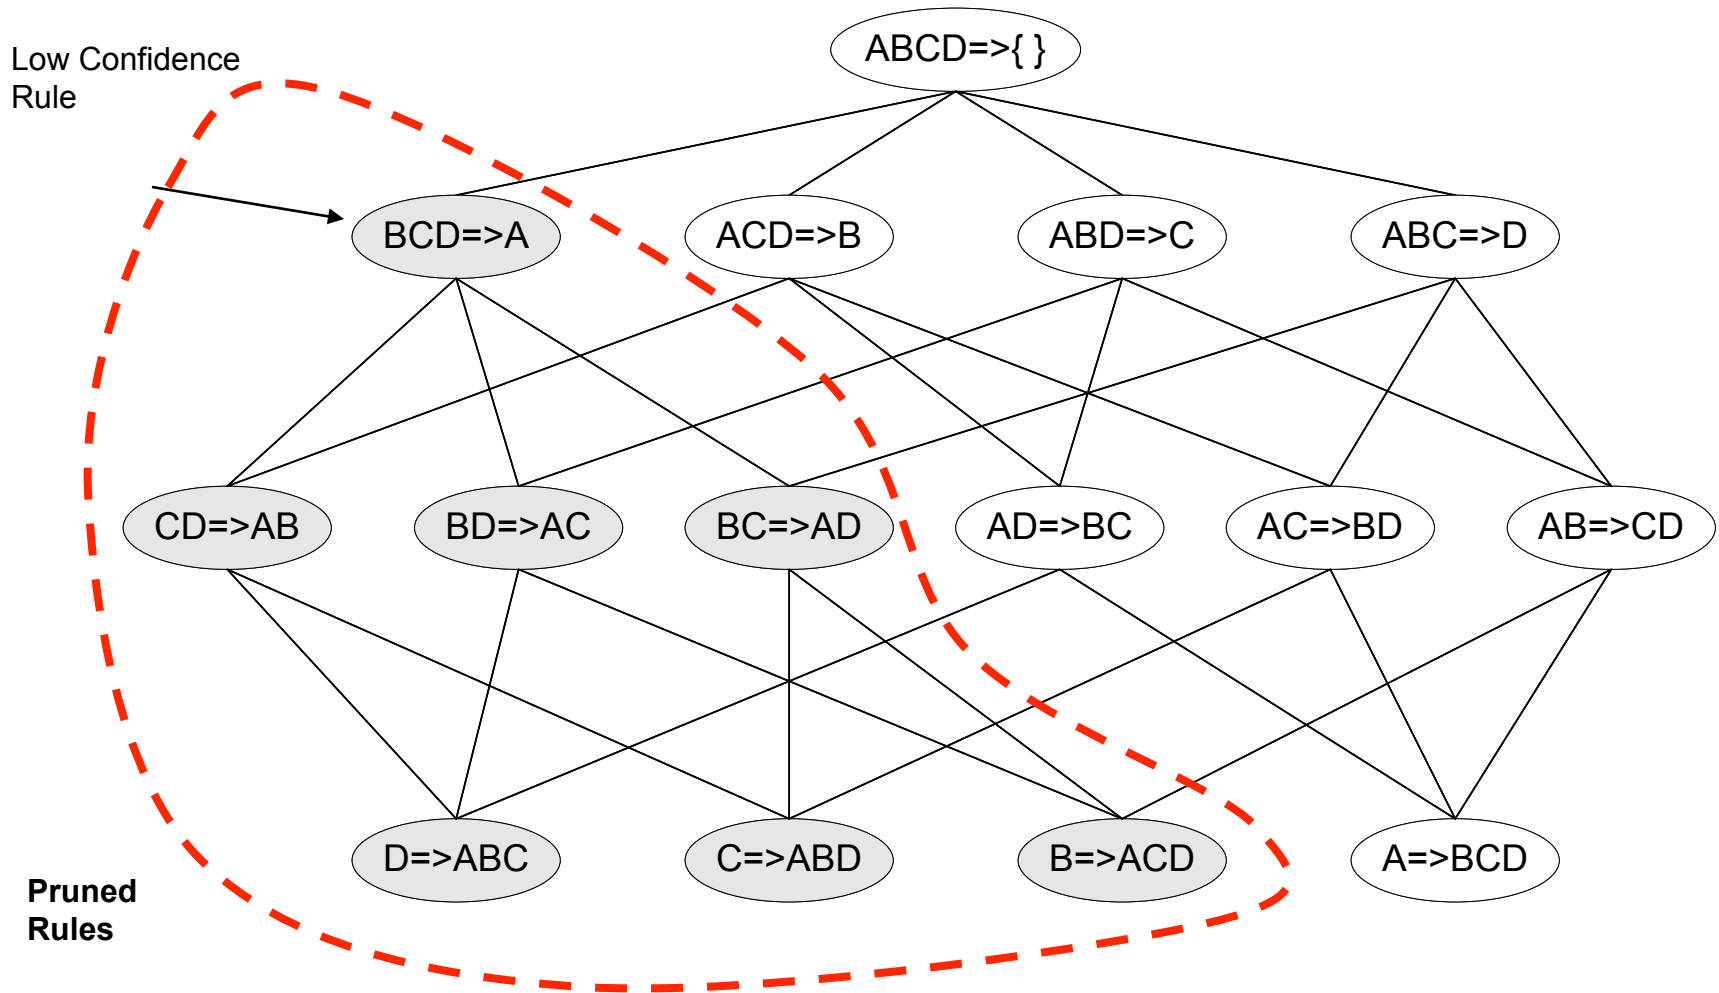 Low Confidence
Rule
ABCD=>{ }
BCD=>A
ACD=>B
ABD=>C
ABC=>D
CD=>AB
BD=>AC
BC=>AD
AD=>BC
AC=>BD
AB=>CD
D=>ABC
C=>ABD
B=>ACD
A=>BCD
Pruned
Rules